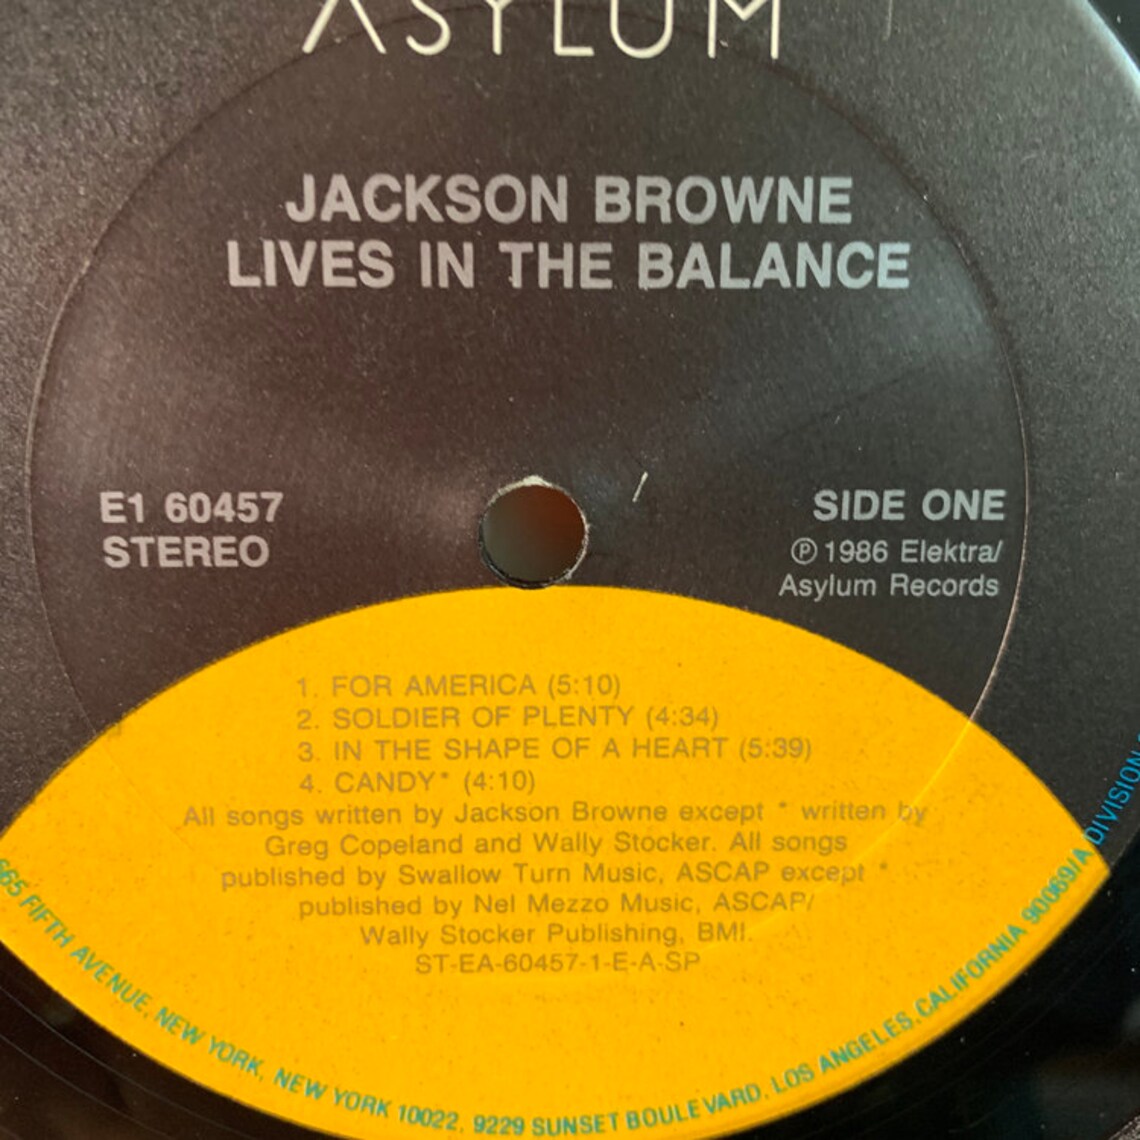 ASYLUM
JACKSON BROWNE
LIVES IN THE BALANCE
E1 60457
STEREO
SIDE ONE
℗ 1986 Elektra/
Asylum Records
1. FOR AMERICA (5:10)
2. SOLDIER OF PLENTY (4:34)
3. IN THE SHAPE OF A HEART (5:39)
4. CANDY* (4:10)
All songs written by Jackson Browne except * written by
Greg Copeland and Wally Stocker. All songs
published by Swallow Turn Music, ASCAP except *
published by Nel Mezzo Music, ASCAP/
Wally Stocker Publishing, BMI.
ST-EA-60457-1-E-A-SP
665 FIFTH AVENUE, NEW YORK, NEW YORK 10022, 9229 SUNSET BOULEVARD, LOS ANGELES, CALIFORNIA 90069/A DIVISION